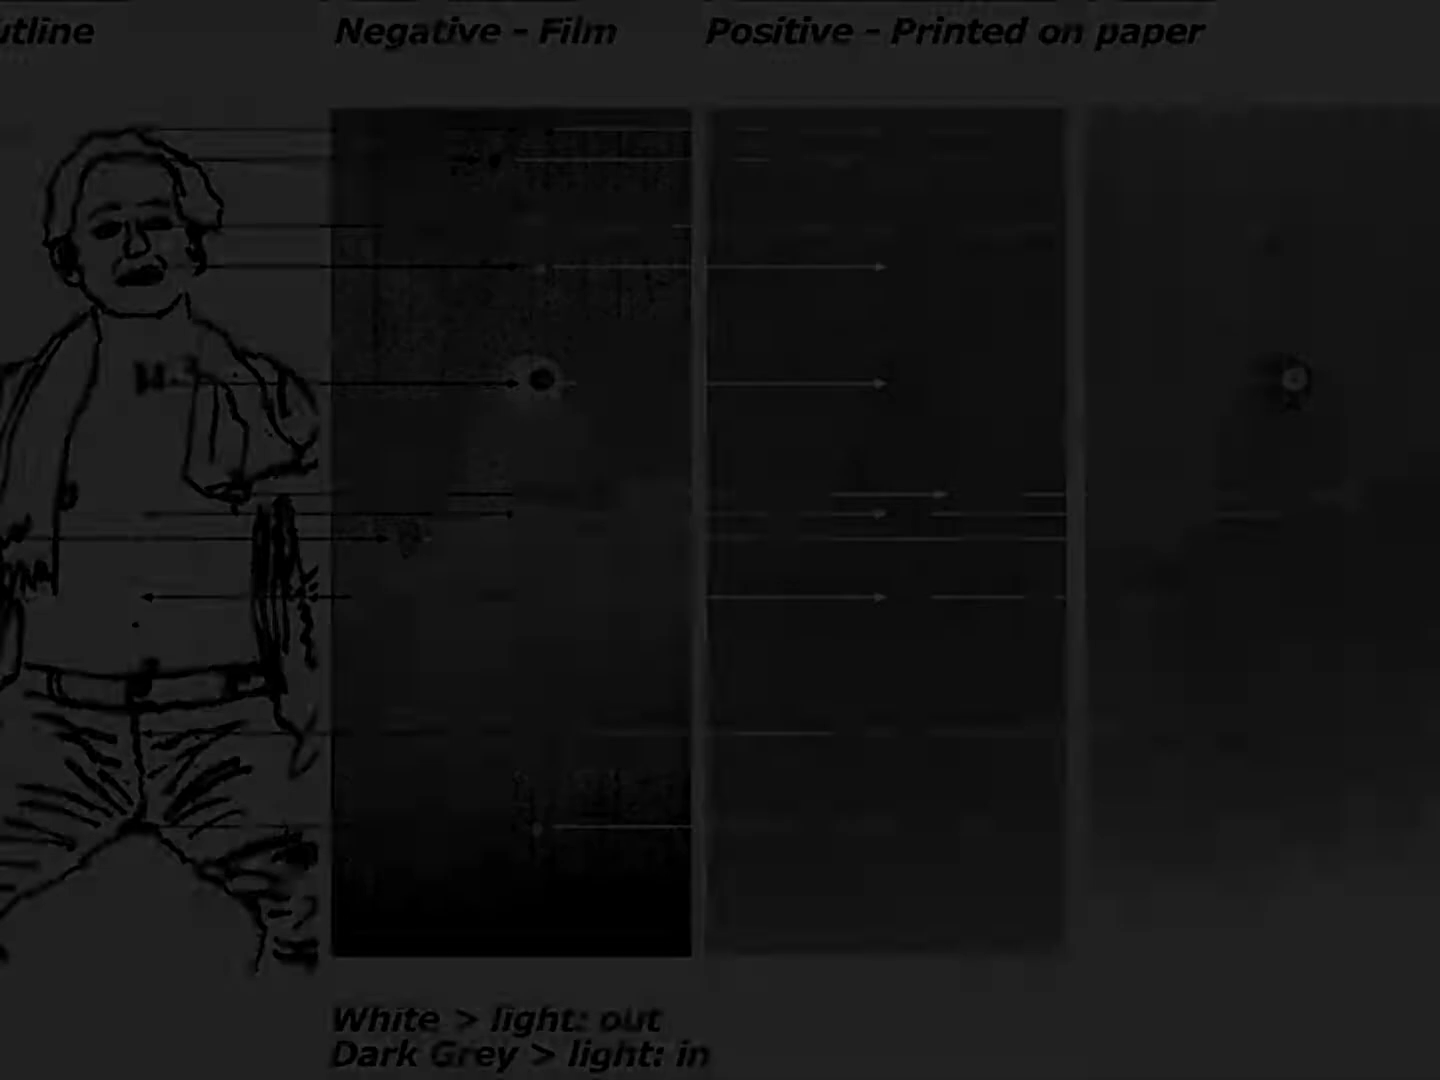 utline
Negative - Film
Positive - Printed on paper
White > light: out
Dark Grey > light: in